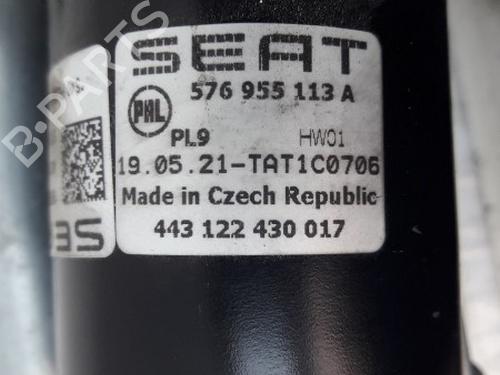 SEAT
576 955 113 A
PHL
PL9 HW01
19.05.21-TAT1C0706
Made in Czech Republic
443 122 430 017
SE
B-PARTS